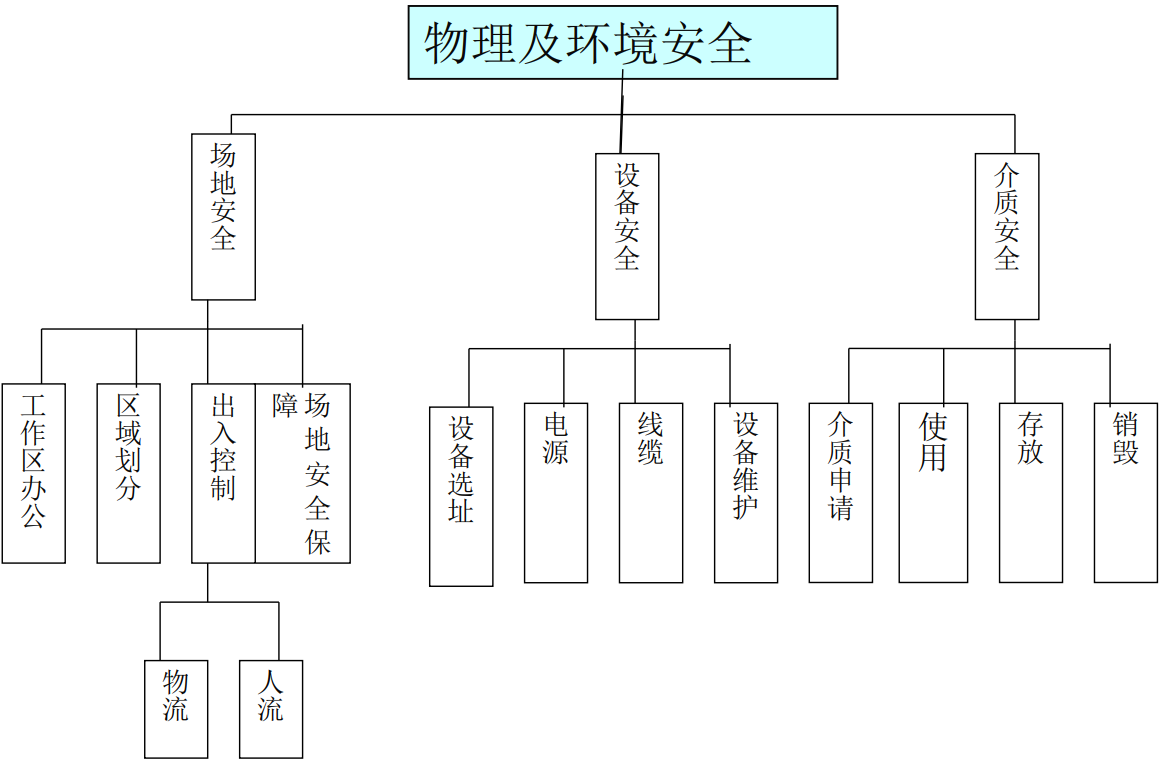 物理及环境安全
场地安全
设备安全
介质安全
工作区办公
区域划分
出入控制
场地安全保
障
设备选址
电源
线缆
设备维护
介质申请
使用
存放
销毁
物流
人流